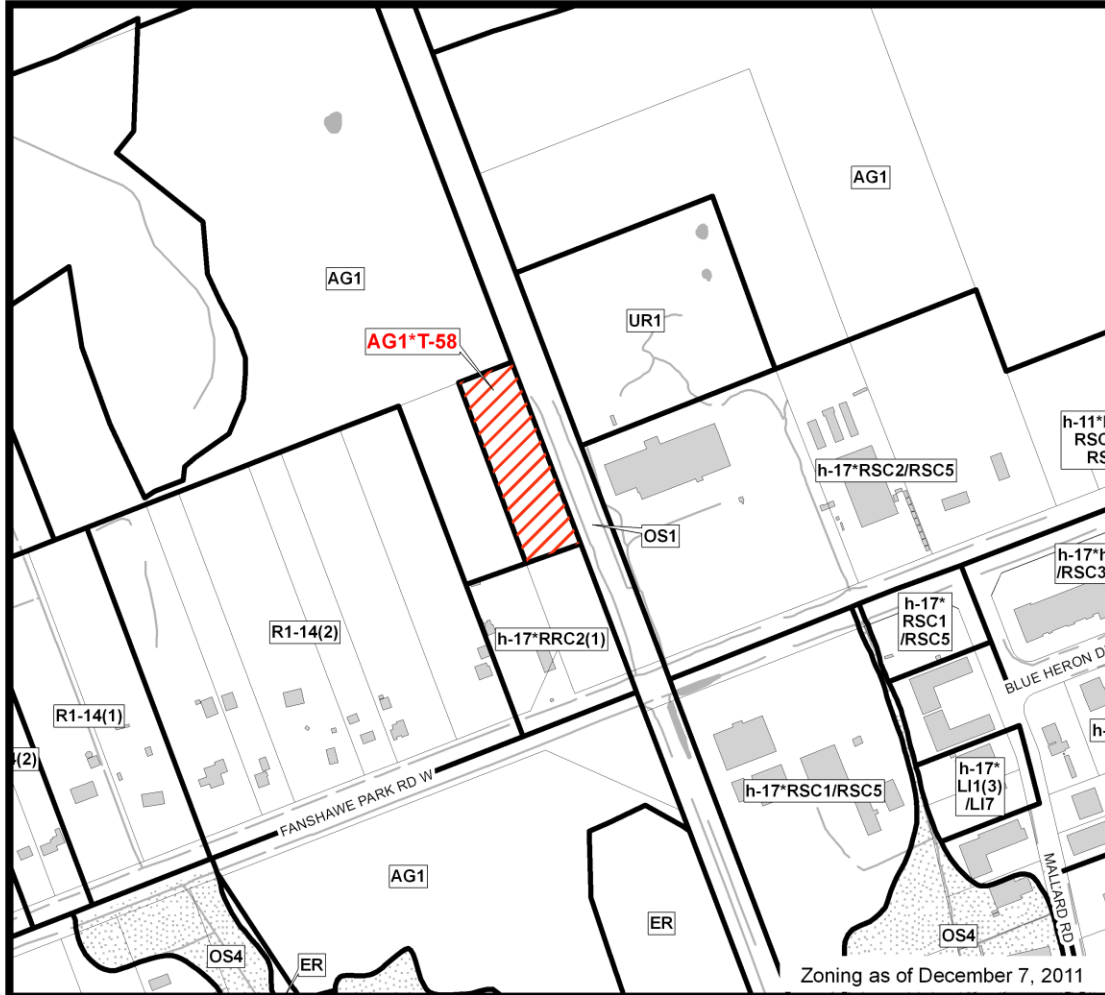 AG1
AG1
UR1
AG1*T-58
h-11*
RSC
RS
h-17*RSC2/RSC5
OS1
h-17*h
/RSC3
h-17*
RSC1
/RSC5
R1-14(2)
h-17*RRC2(1)
BLUE HERON D
R1-14(1)
(2)
h-
h-17*
LI1(3)
/LI7
h-17*RSC1/RSC5
FANSHAWE PARK RD W
MALLARD RD
AG1
ER
OS4
OS4
ER
Zoning as of December 7, 2011